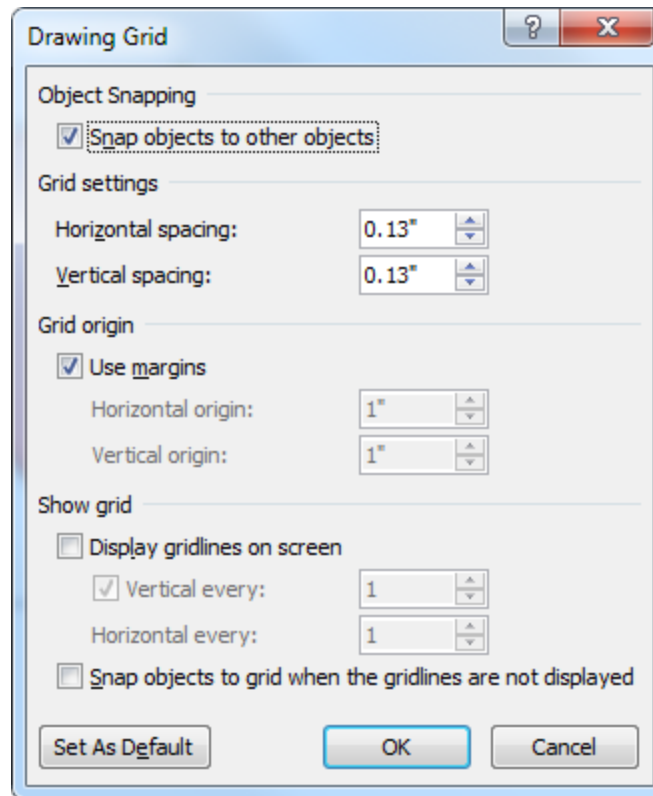 Drawing Grid
Object Snapping
Snap objects to other objects
Grid settings
Horizontal spacing: 0.13"
Vertical spacing: 0.13"
Grid origin
Use margins
Horizontal origin: 1"
Vertical origin: 1"
Show grid
Display gridlines on screen
Vertical every: 1
Horizontal every: 1
Snap objects to grid when the gridlines are not displayed
Set As Default OK Cancel